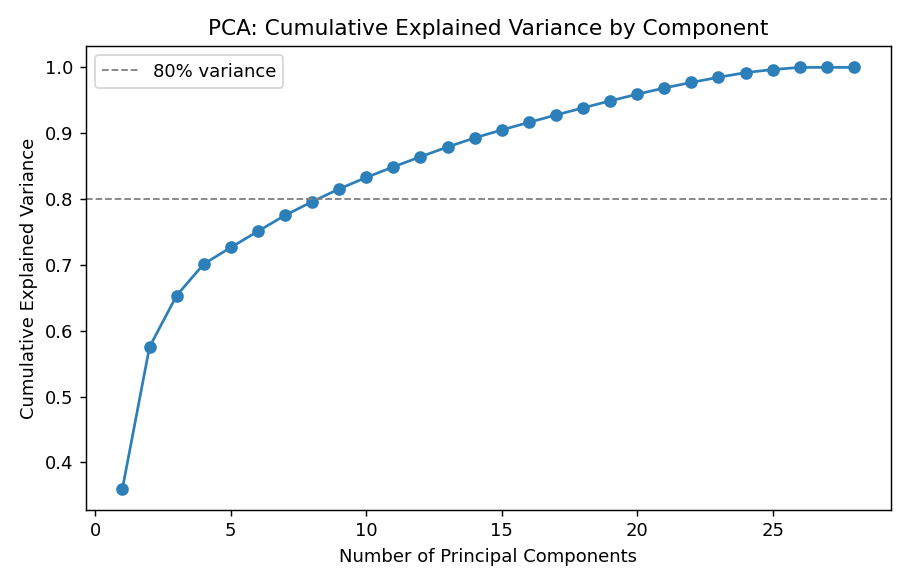 PCA: Cumulative Explained Variance by Component
80% variance
Cumulative Explained Variance
1.0
0.9
0.8
0.7
0.6
0.5
0.4
0 5 10 15 20 25
Number of Principal Components